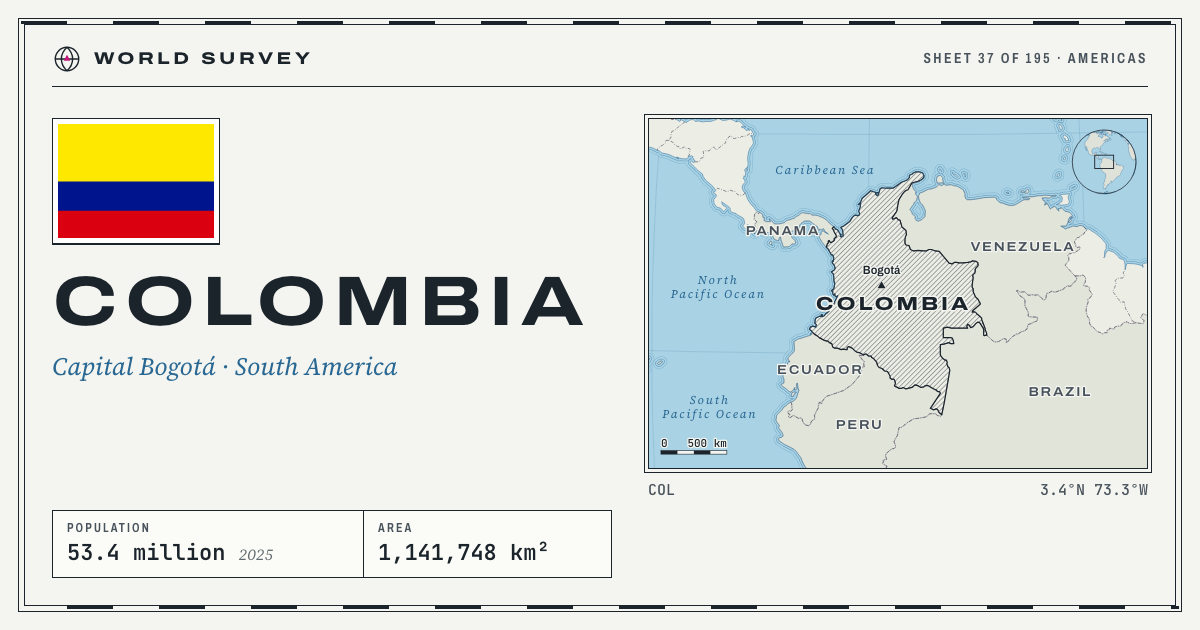 WORLD SURVEY
SHEET 37 OF 195 · AMERICAS
COLOMBIA
Capital Bogotá · South America
Caribbean Sea
PANAMA
VENEZUELA
Bogotá
North
Pacific Ocean
COLOMBIA
ECUADOR
BRAZIL
South
Pacific Ocean
PERU
0 500 km
COL
3.4°N 73.3°W
POPULATION
53.4 million 2025
AREA
1,141,748 km²